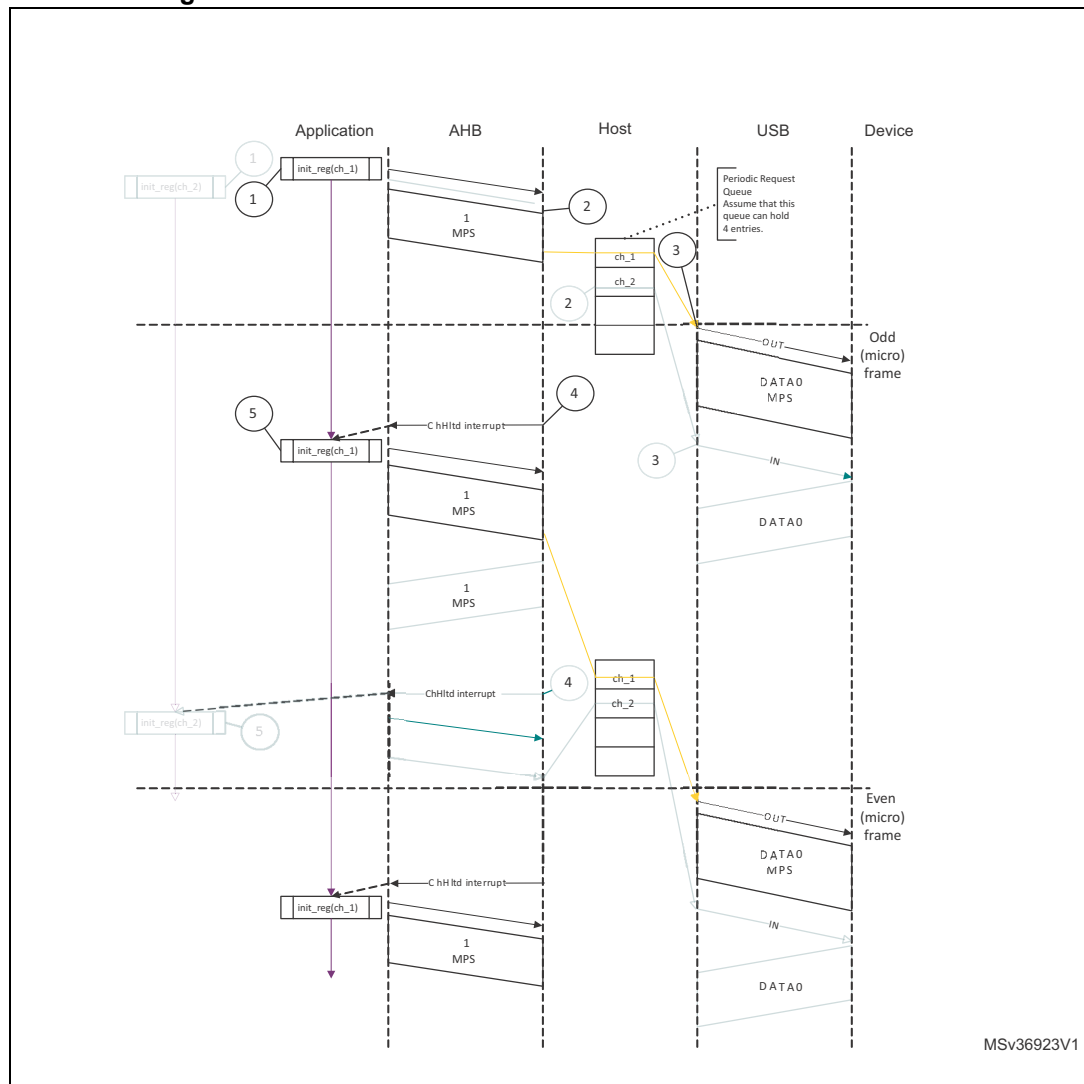 Application AHB Host USB Device
1
init_reg(ch_1)
init_reg(ch_2)
1
2
1
MPS
Periodic Request
Queue
Assume that this
queue can hold
4 entries.
3
ch_1
ch_2
2
Odd
(micro)
frame
OUT
DATA0
MPS
5
4
ChHltd interrupt
init_reg(ch_1)
3
IN
1
MPS
DATA0
1
MPS
ch_1
4
ChHltd interrupt
ch_2
init_reg(ch_2)
5
Even
(micro)
frame
OUT
DATA0
MPS
ChHltd interrupt
init_reg(ch_1)
IN
1
MPS
DATA0
MSv36923V1